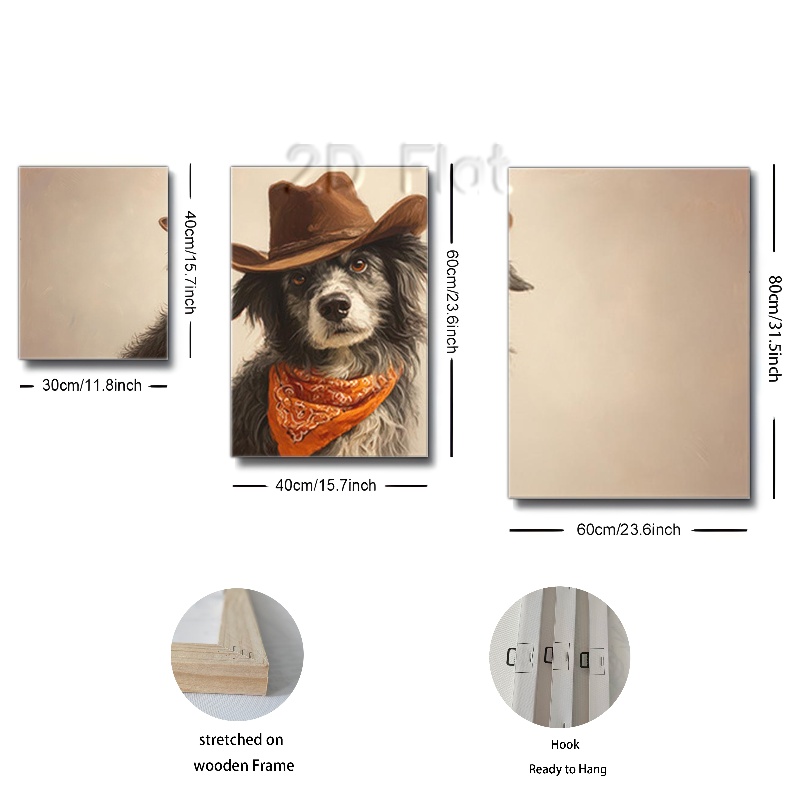 2D Flat
40cm/15.7inch
30cm/11.8inch
60cm/23.6inch
40cm/15.7inch
80cm/31.5inch
60cm/23.6inch
stretched on
wooden Frame
Hook
Ready to Hang